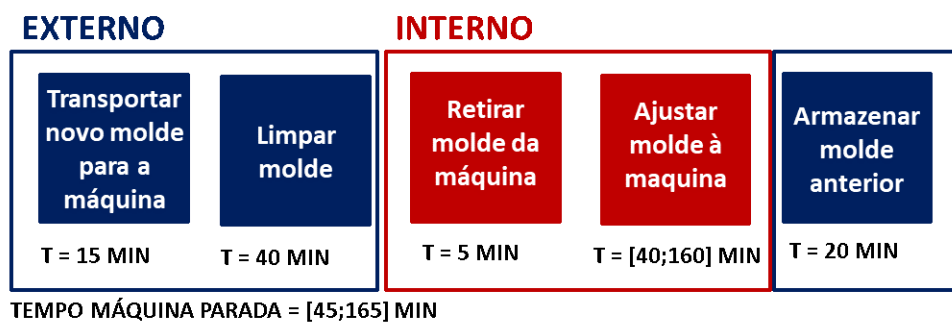 EXTERNO
INTERNO
Transportar
novo molde
para a
máquina
Limpar
molde
Retirar
molde da
máquina
Ajustar
molde à
maquina
Armazenar
molde
anterior
T = 15 MIN
T = 40 MIN
T = 5 MIN
T = [40;160] MIN
T = 20 MIN
TEMPO MÁQUINA PARADA = [45;165] MIN